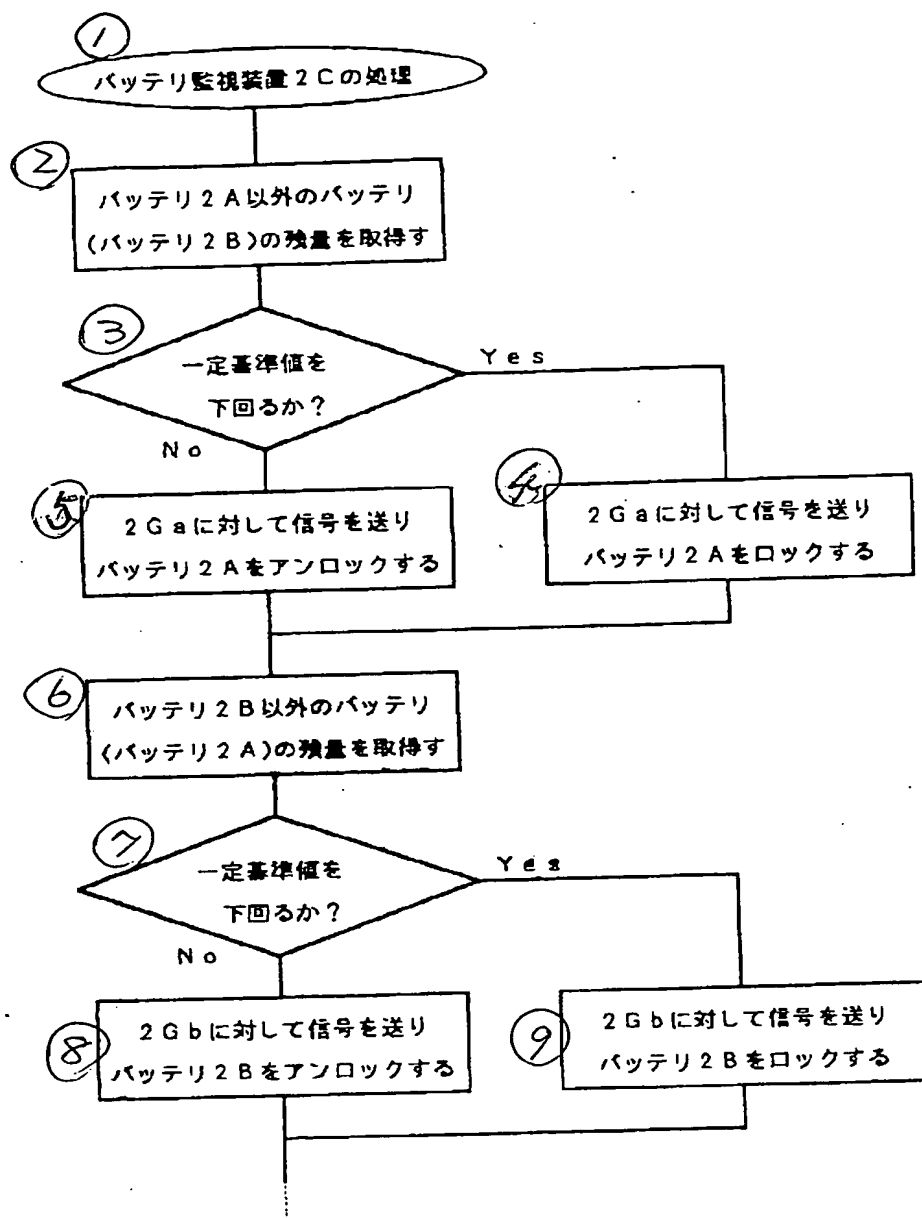 ①
バッテリ監視装置2Cの処理
②
バッテリ2A以外のバッテリ
(バッテリ2B)の残量を取得す
③
一定基準値を
下回るか?
Yes
No
⑤
2Gaに対して信号を送り
バッテリ2Aをアンロックする
④
2Gaに対して信号を送り
バッテリ2Aをロックする
⑥
バッテリ2B以外のバッテリ
(バッテリ2A)の残量を取得す
⑦
一定基準値を
下回るか?
Yes
No
⑧
2Gbに対して信号を送り
バッテリ2Bをアンロックする
⑨
2Gbに対して信号を送り
バッテリ2Bをロックする